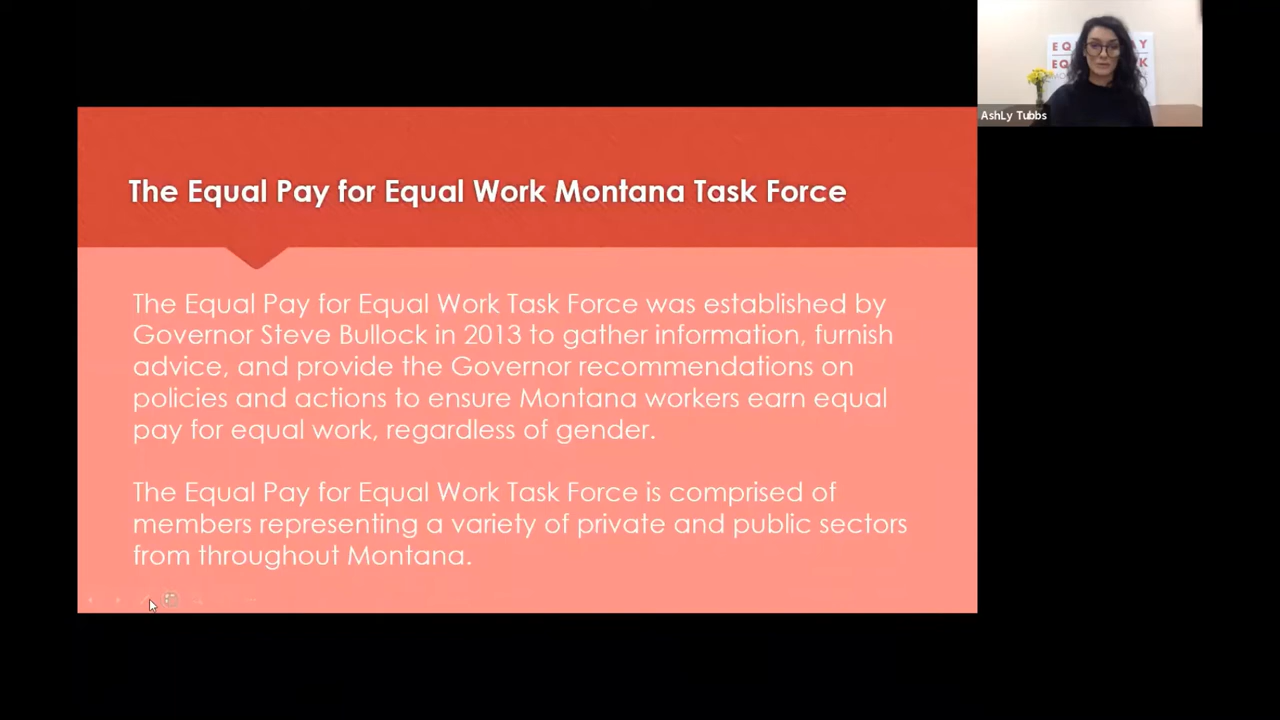 EQ AY
EQ RK
AshLy Tubbs
The Equal Pay for Equal Work Montana Task Force
The Equal Pay for Equal Work Task Force was established by
Governor Steve Bullock in 2013 to gather information, furnish
advice, and provide the Governor recommendations on
policies and actions to ensure Montana workers earn equal
pay for equal work, regardless of gender.
The Equal Pay for Equal Work Task Force is comprised of
members representing a variety of private and public sectors
from throughout Montana.